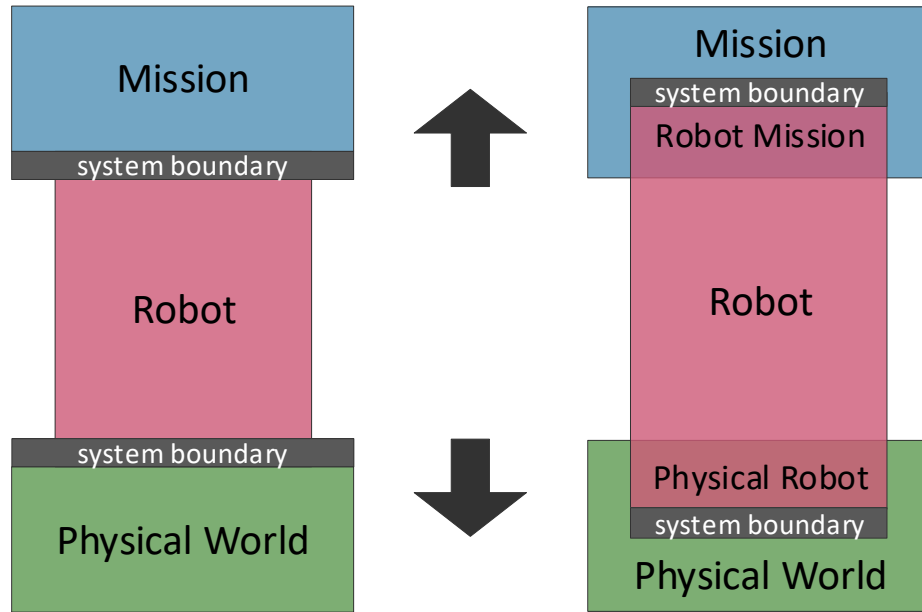 Mission
system boundary
Robot
system boundary
Physical World
Mission
system boundary
Robot Mission
Robot
Physical Robot
system boundary
Physical World